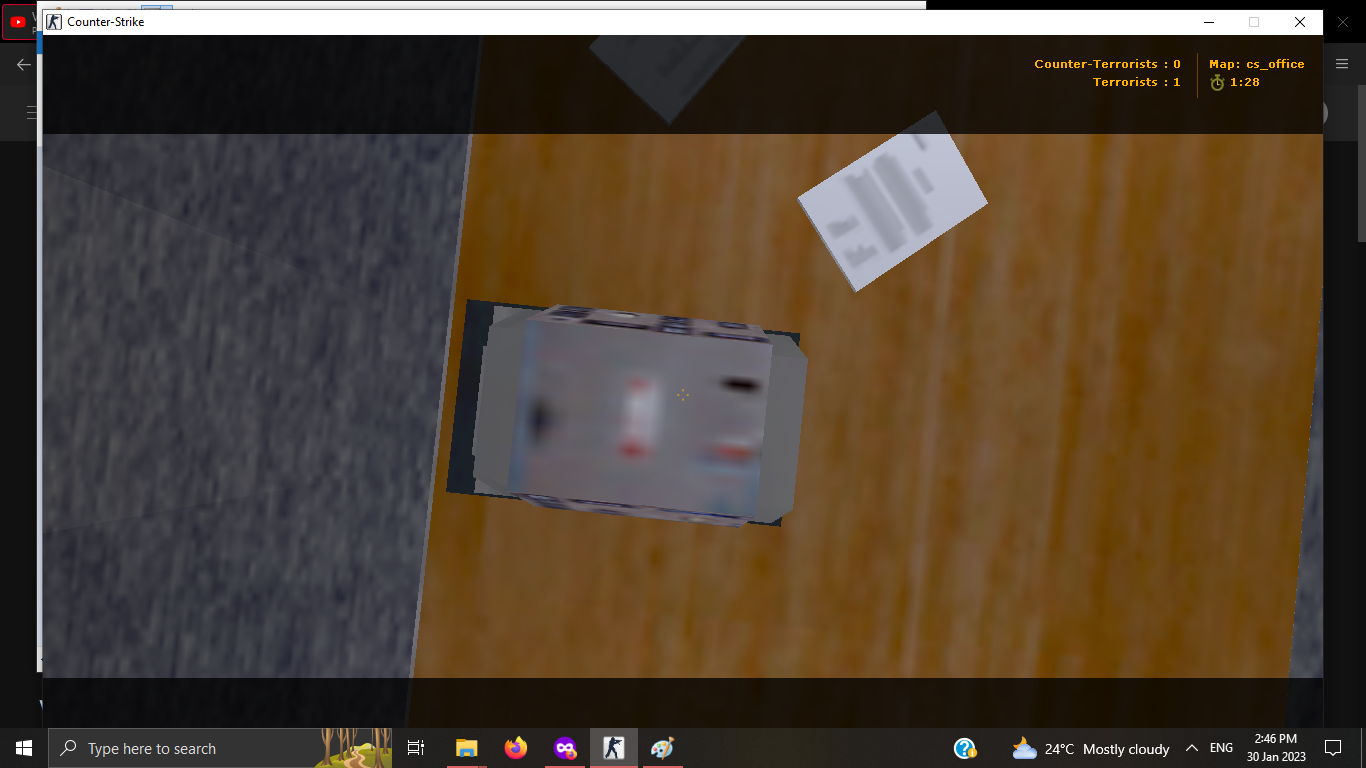 Counter-Strike
Counter-Terrorists : 0
Terrorists : 1
Map: cs_office
1:28
Type here to search
24°C Mostly cloudy
ENG
2:46 PM
30 Jan 2023